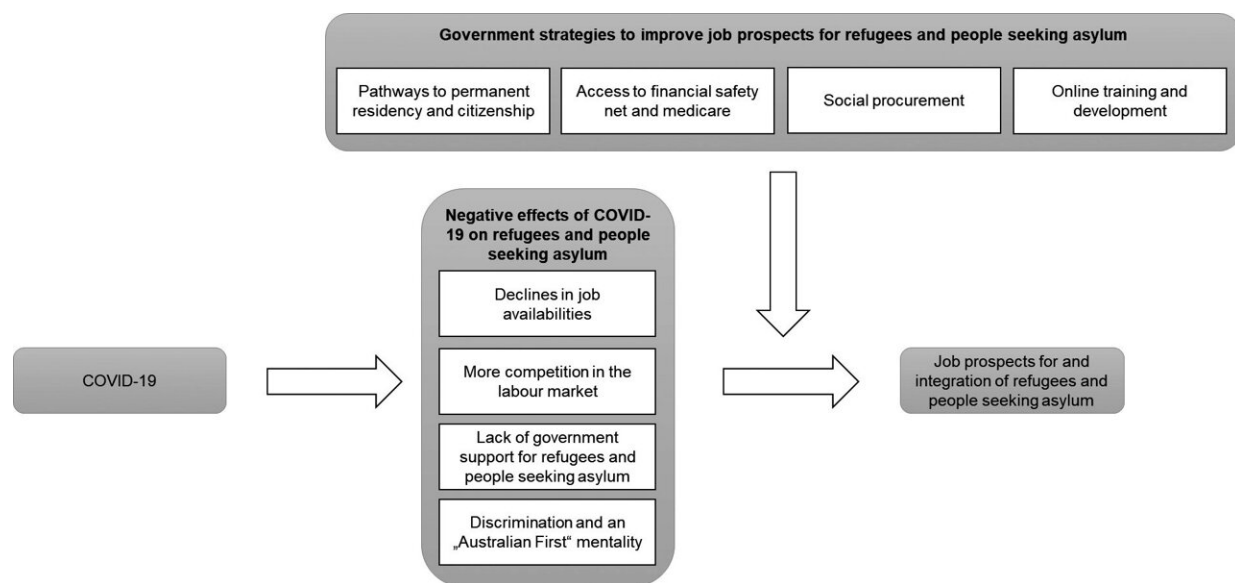 Government strategies to improve job prospects for refugees and people seeking asylum
Pathways to permanent
residency and citizenship
Access to financial safety
net and medicare
Social procurement
Online training and
development
Negative effects of COVID-
19 on refugees and people
seeking asylum
Declines in job
availabilities
More competition in the
labour market
Lack of government
support for refugees and
people seeking asylum
Discrimination and an
„Australian First“ mentality
COVID-19
Job prospects for and
integration of refugees and
people seeking asylum